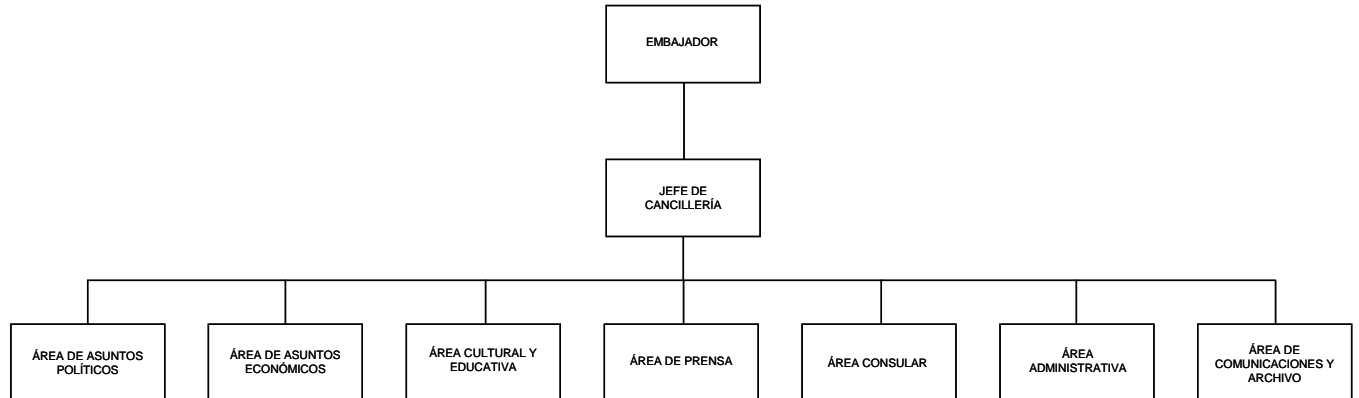 EMBAJADOR
JEFE DE
CANCILLERÍA
ÁREA DE ASUNTOS
POLÍTICOS
ÁREA DE ASUNTOS
ECONÓMICOS
ÁREA CULTURAL Y
EDUCATIVA
ÁREA DE PRENSA
ÁREA CONSULAR
ÁREA
ADMINISTRATIVA
ÁREA DE
COMUNICACIONES Y
ARCHIVO